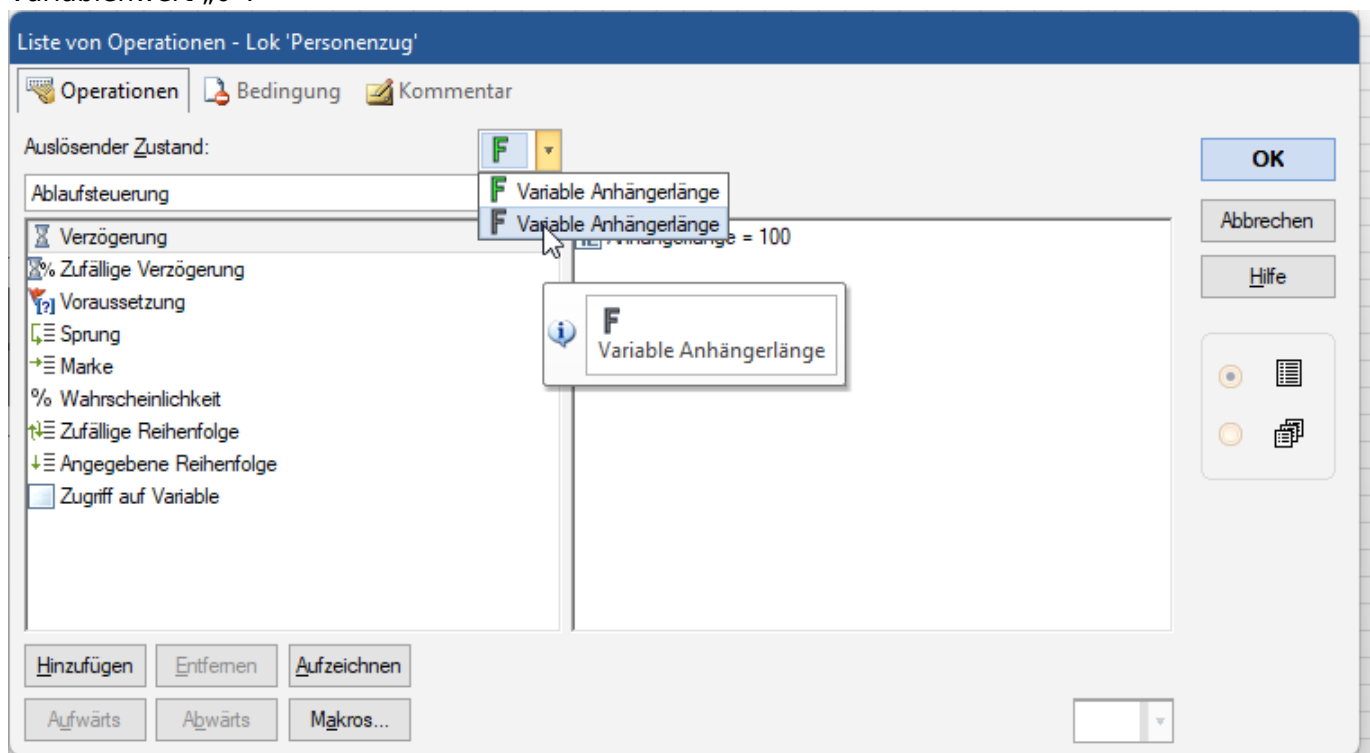 Liste von Operationen - Lok 'Personenzug'
Operationen Bedingung Kommentar
Auslösender Zustand:
F
Ablaufsteuerung
F Variable Anhängerlänge
F Variable Anhängerlänge
Verzögerung
Anhängerlänge = 100
% Zufällige Verzögerung
[?] Voraussetzung
Sprung
Marke
% Wahrscheinlichkeit
Zufällige Reihenfolge
Angegebene Reihenfolge
Zugriff auf Variable
F
Variable Anhängerlänge
OK
Abbrechen
Hilfe
Hinzufügen Entfernen Aufzeichnen
Aufwärts Abwärts Makros...